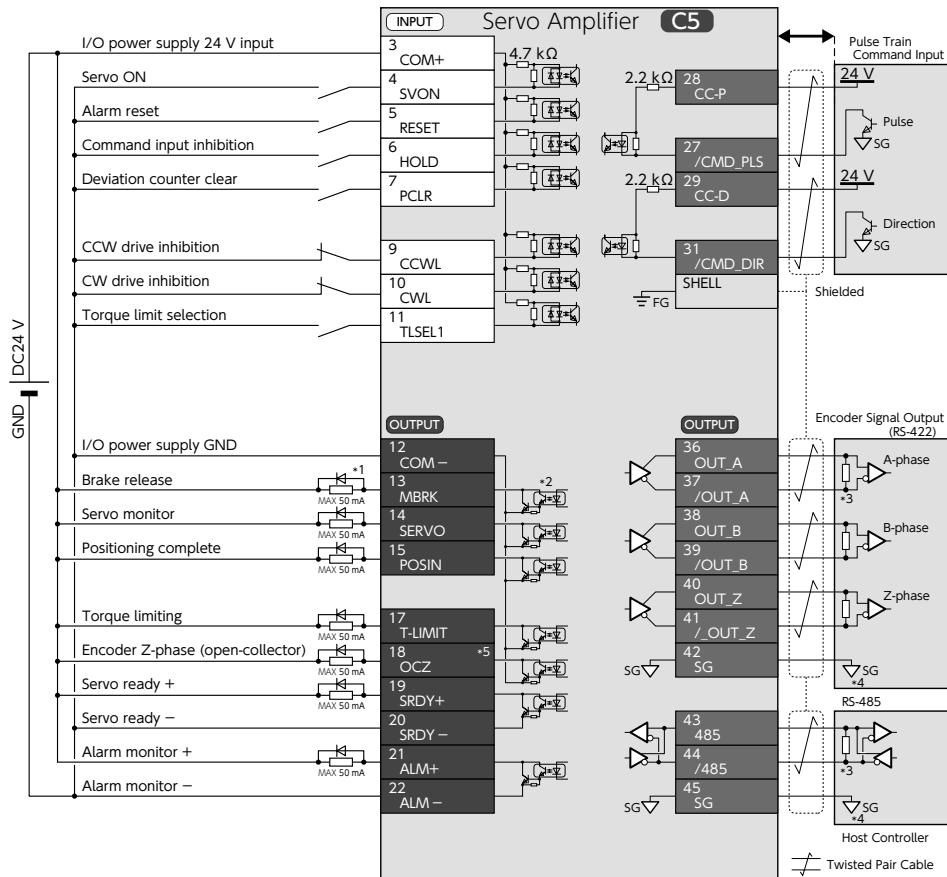 INPUT
Servo Amplifier C5
I/O power supply 24 V input
3
COM+
4.7 kΩ
Servo ON
4
SVON
Alarm reset
5
RESET
Command input inhibition
6
HOLD
Deviation counter clear
7
PCLR
CCW drive inhibition
9
CCWL
CW drive inhibition
10
CWL
Torque limit selection
11
TLSEL1
2.2 kΩ
28
CC-P
27
/CMD_PLS
2.2 kΩ
29
CC-D
31
/CMD_DIR
SHELL
FG
Shielded
Pulse Train
Command Input
24 V
Pulse
SG
24 V
Direction
SG
DC24 V
GND
OUTPUT
I/O power supply GND
12
COM −
Brake release
*1
MAX 50 mA
13
MBRK
*2
Servo monitor
MAX 50 mA
14
SERVO
Positioning complete
MAX 50 mA
15
POSIN
Torque limiting
MAX 50 mA
17
T-LIMIT
Encoder Z-phase (open-collector)
MAX 50 mA
18
*5
OCZ
Servo ready +
MAX 50 mA
19
SRDY+
Servo ready −
20
SRDY −
Alarm monitor +
MAX 50 mA
21
ALM+
Alarm monitor −
22
ALM −
OUTPUT
36
OUT_A
37
/OUT_A
38
OUT_B
39
/OUT_B
40
OUT_Z
41
/_OUT_Z
SG
42
SG
43
485
44
/485
SG
45
SG
Encoder Signal Output
(RS-422)
A-phase
*3
B-phase
Z-phase
SG
*4
RS-485
*3
SG
*4
Host Controller
Twisted Pair Cable